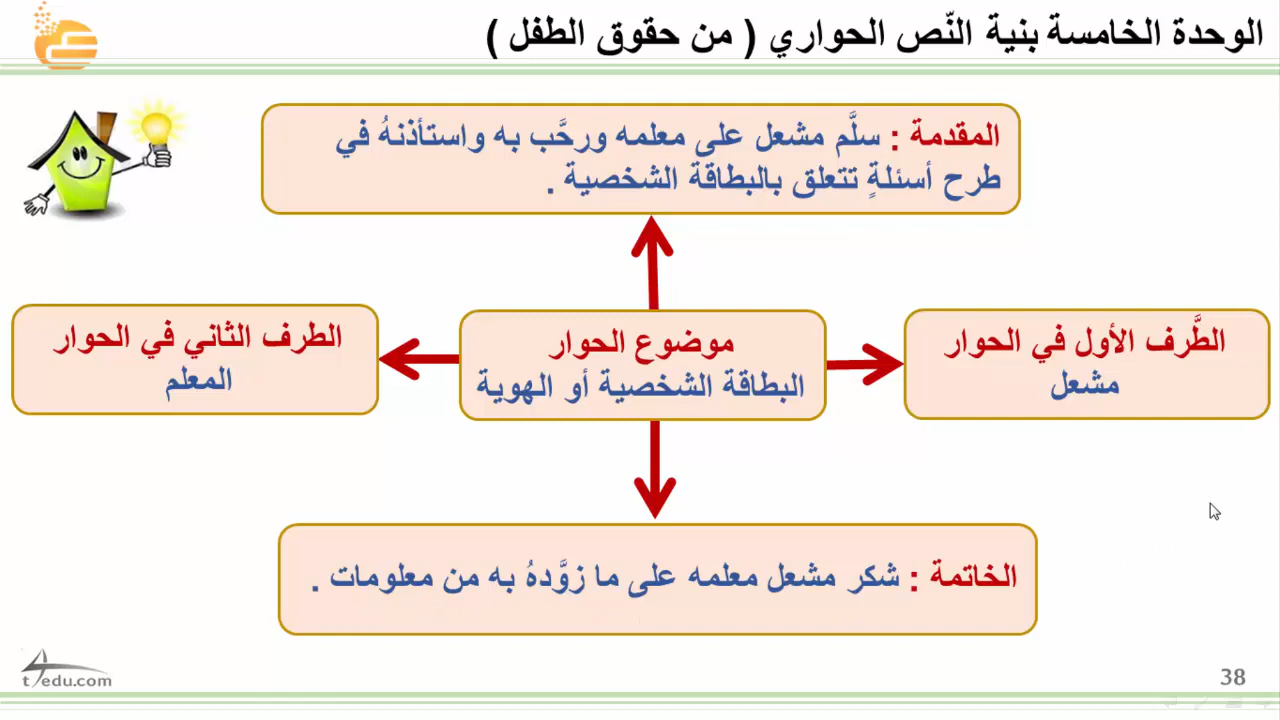 الوحدة الخامسة بنية النّص الحواري ( من حقوق الطفل )
المقدمة : سلَّم مشعل على معلمه ورحَّب به واستأذنهُ في
طرح أسئلةٍ تتعلق بالبطاقة الشخصية .
الطَّرف الأول في الحوار
مشعل
موضوع الحوار
البطاقة الشخصية أو الهوية
الطرف الثاني في الحوار
المعلم
الخاتمة : شكر مشعل معلمه على ما زوَّدهُ به من معلومات .
t4edu.com
38